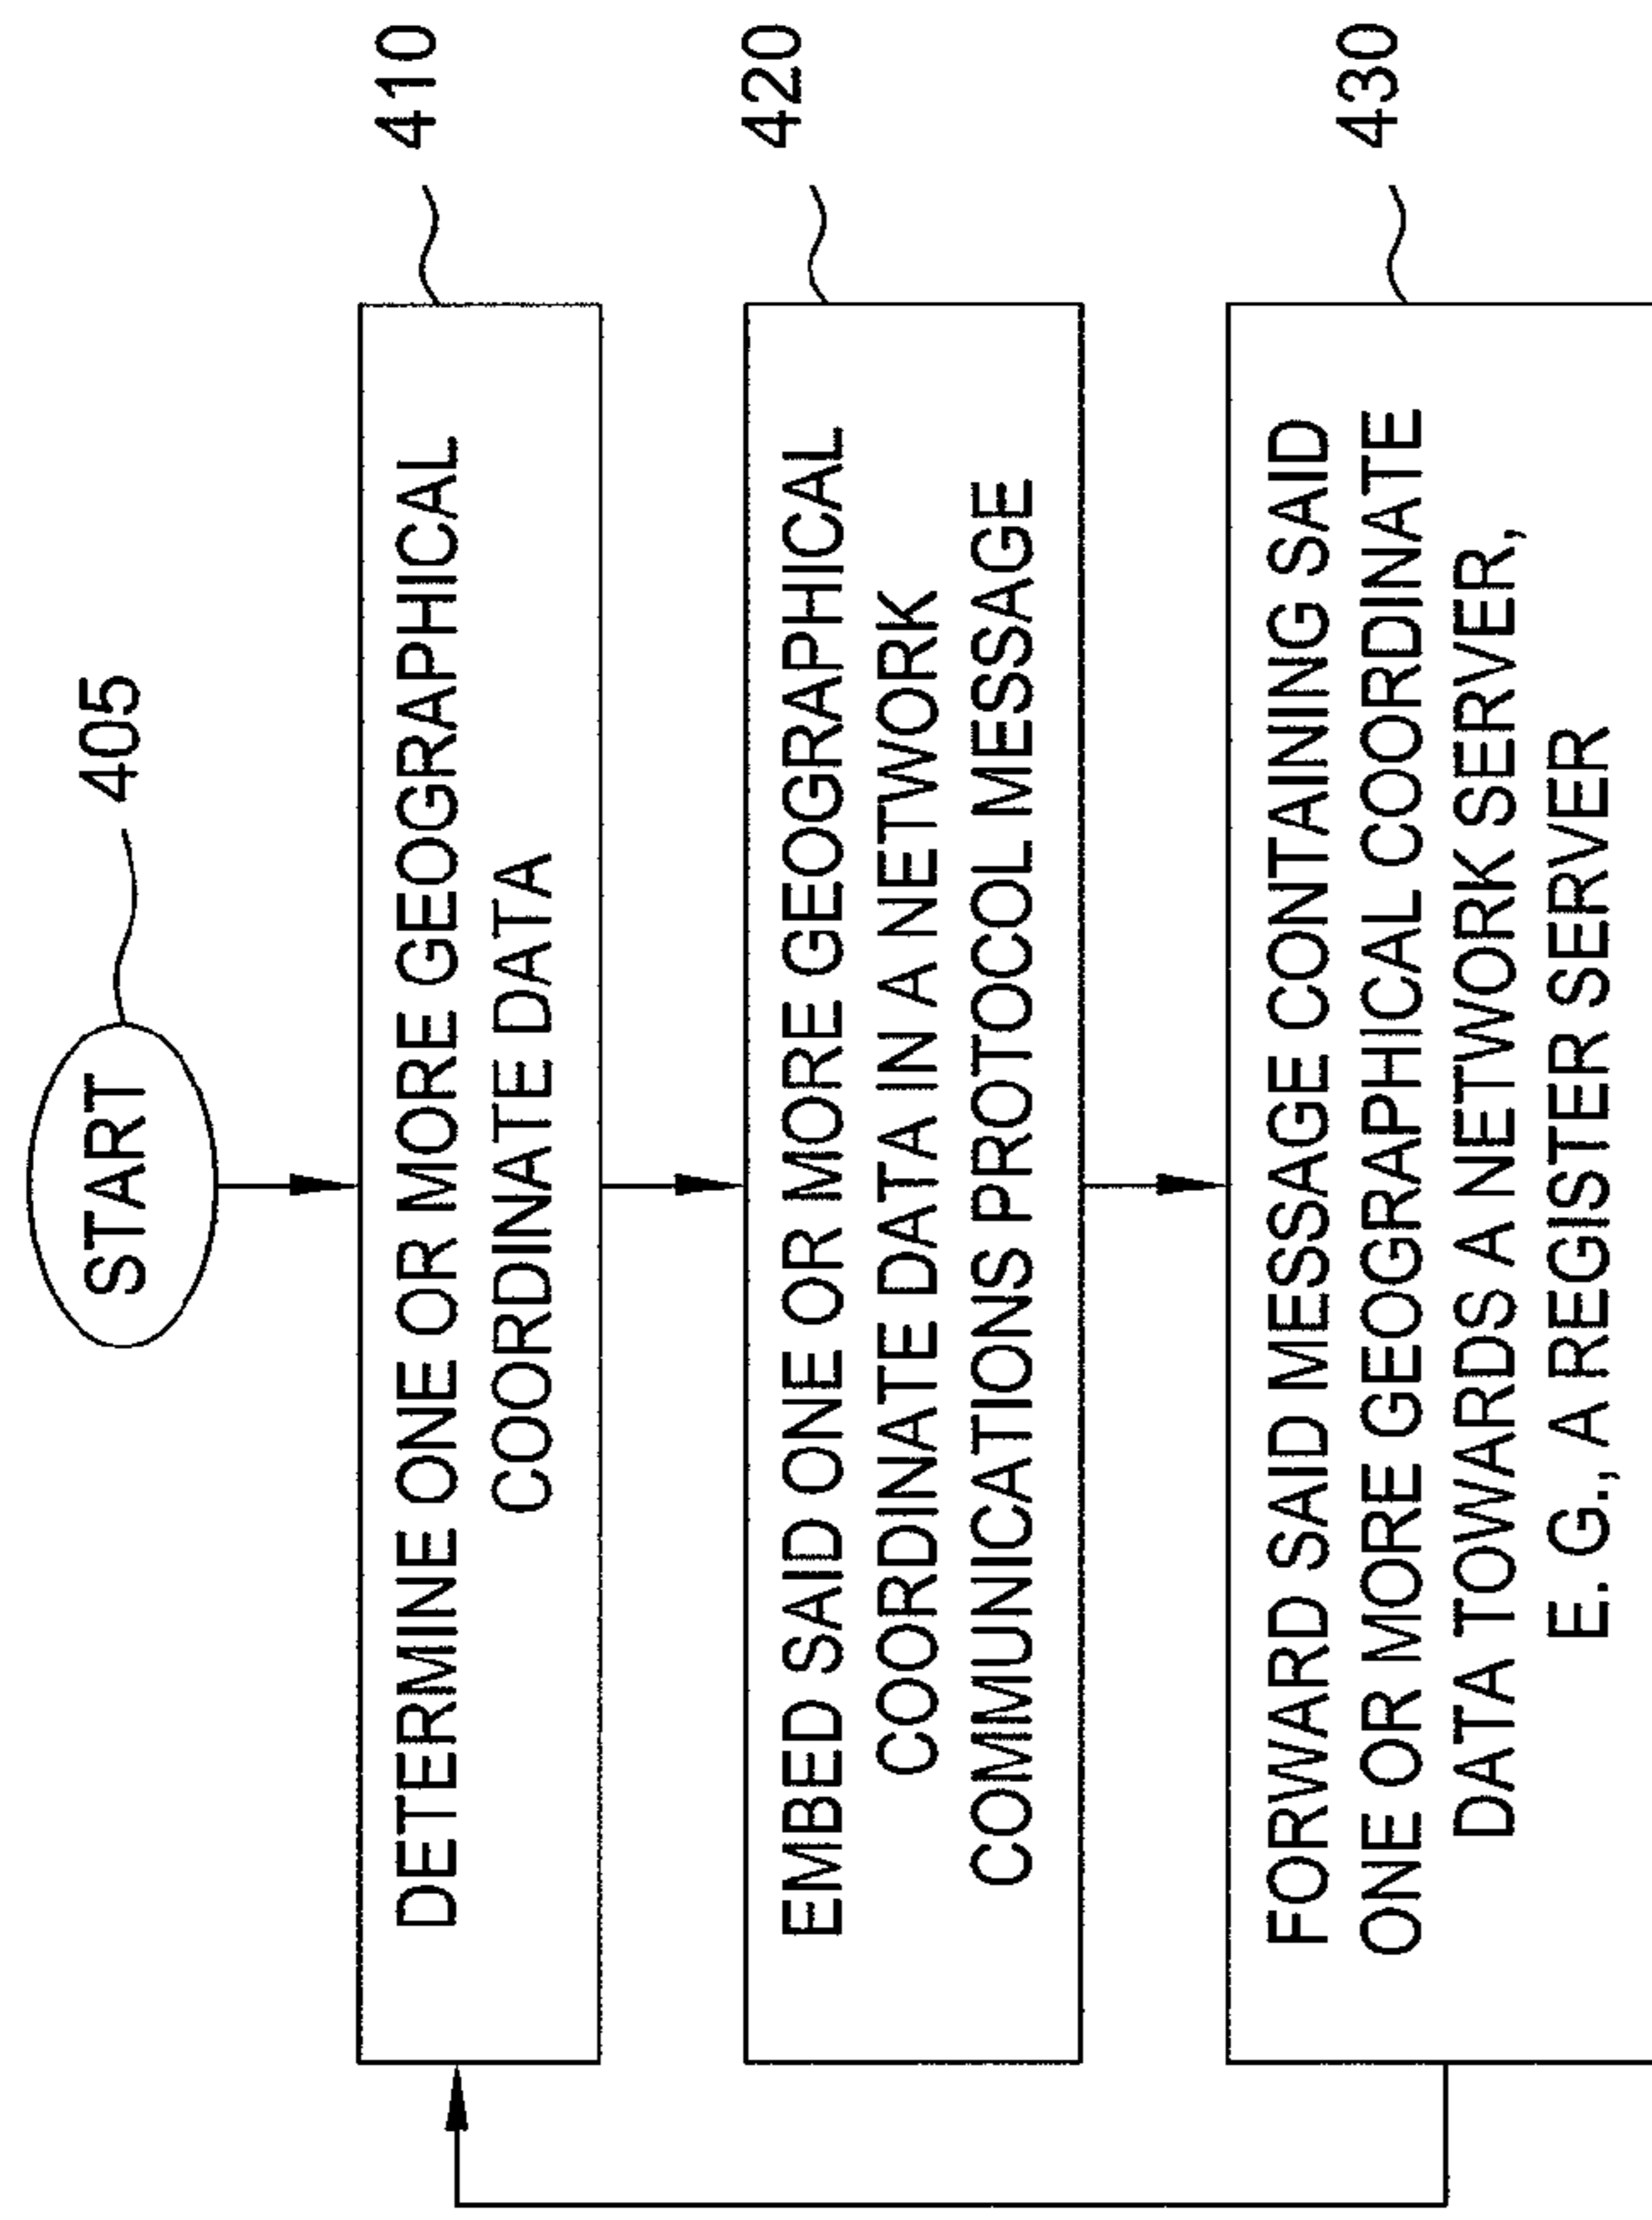 START
405
DETERMINE ONE OR MORE GEOGRAPHICAL
COORDINATE DATA
410
EMBED SAID ONE OR MORE GEOGRAPHICAL
COORDINATE DATA IN A NETWORK
COMMUNICATIONS PROTOCOL MESSAGE
420
FORWARD SAID MESSAGE CONTAINING SAID
ONE OR MORE GEOGRAPHICAL COORDINATE
DATA TOWARDS A NETWORK SERVER,
E. G., A REGISTER SERVER
430